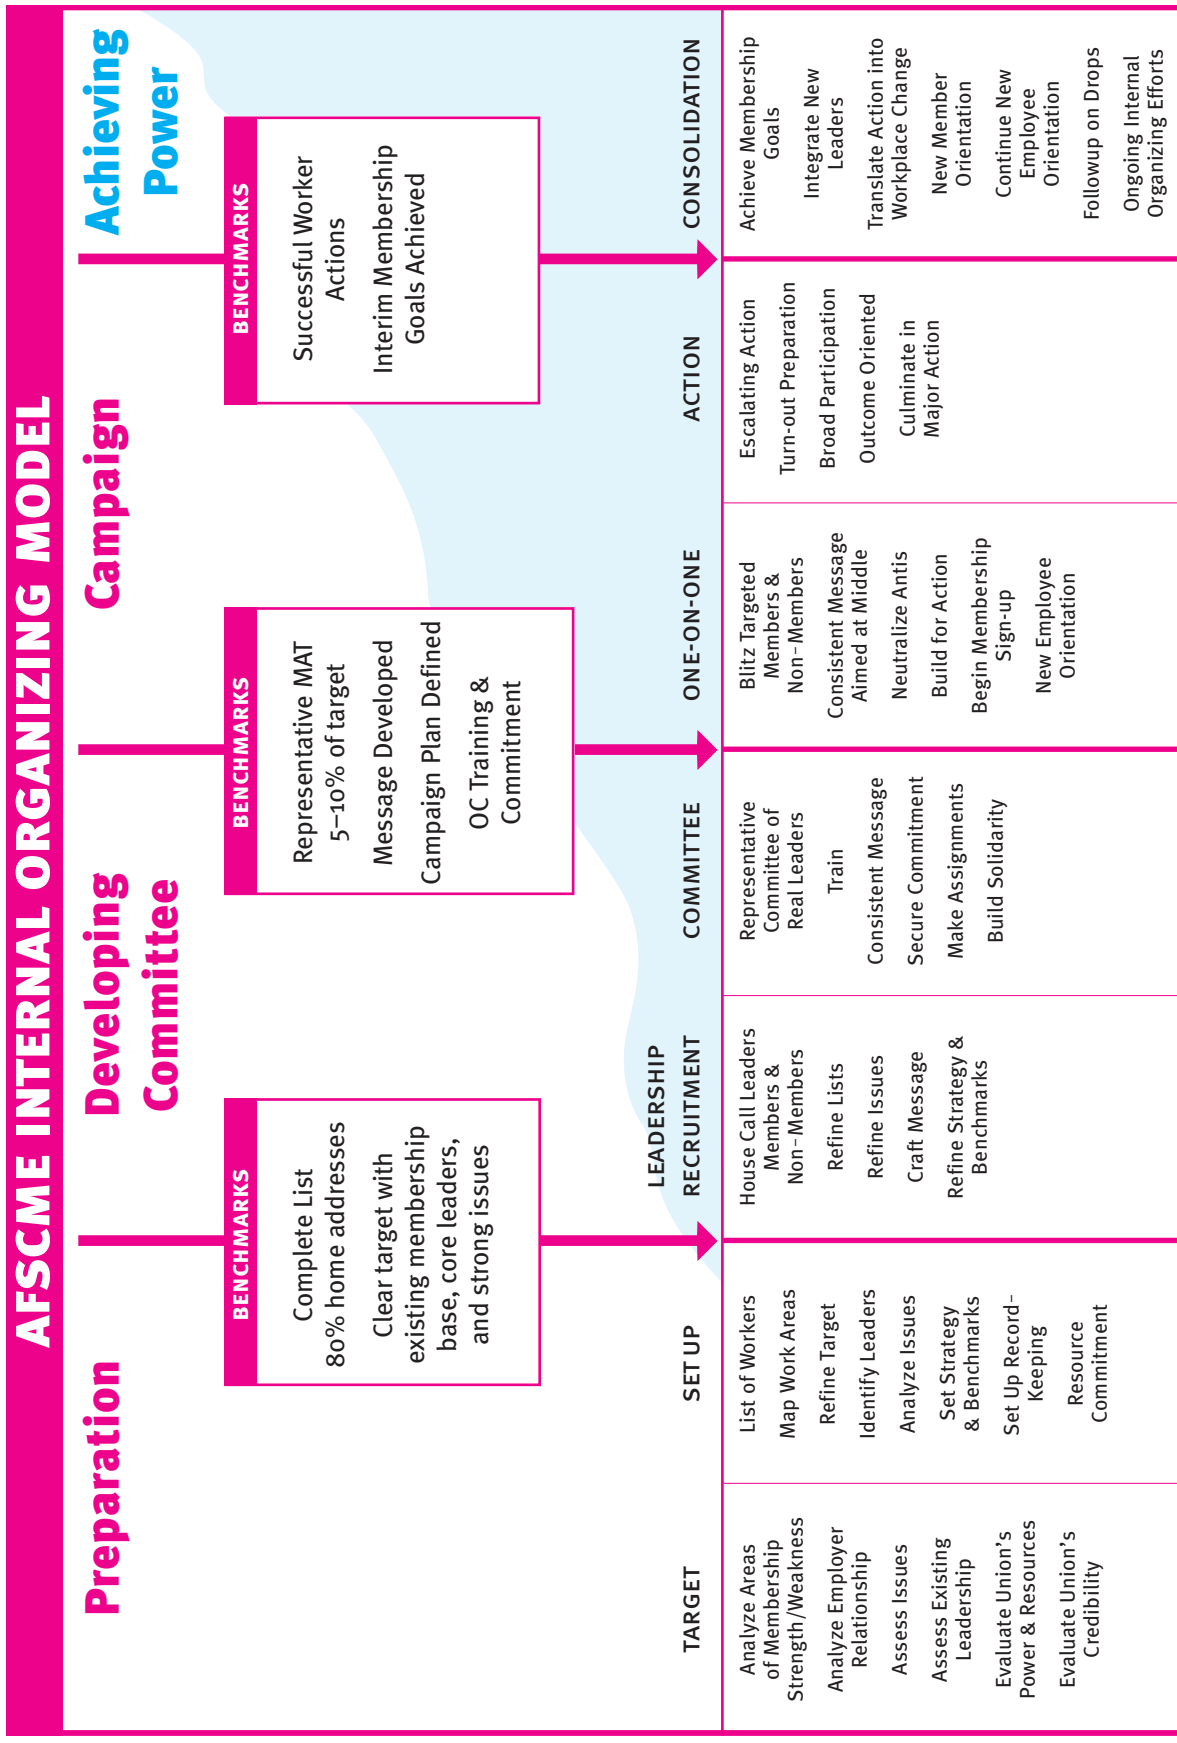 AFSCME INTERNAL ORGANIZING MODEL
Preparation
Developing
Committee
Campaign
Achieving
Power
BENCHMARKS
Complete List
80% home addresses
Clear target with
existing membership
base, core leaders,
and strong issues
BENCHMARKS
Representative MAT
5–10% of target
Message Developed
Campaign Plan Defined
OC Training &
Commitment
BENCHMARKS
Successful Worker
Actions
Interim Membership
Goals Achieved
TARGET
Analyze Areas
of Membership
Strength/Weakness
Analyze Employer
Relationship
Assess Issues
Assess Existing
Leadership
Evaluate Union's
Power & Resources
Evaluate Union's
Credibility
SET UP
List of Workers
Map Work Areas
Refine Target
Identify Leaders
Analyze Issues
Set Strategy
& Benchmarks
Set Up Record-
Keeping
Resource
Commitment
LEADERSHIP
RECRUITMENT
House Call Leaders
Members &
Non-Members
Refine Lists
Refine Issues
Craft Message
Refine Strategy &
Benchmarks
COMMITTEE
Representative
Committee of
Real Leaders
Train
Consistent Message
Secure Commitment
Make Assignments
Build Solidarity
ONE-ON-ONE
Blitz Targeted
Members &
Non-Members
Consistent Message
Aimed at Middle
Neutralize Antis
Build for Action
Begin Membership
Sign-up
New Employee
Orientation
ACTION
Escalating Action
Turn-out Preparation
Broad Participation
Outcome Oriented
Culminate in
Major Action
CONSOLIDATION
Achieve Membership
Goals
Integrate New
Leaders
Translate Action into
Workplace Change
New Member
Orientation
Continue New
Employee
Orientation
Followup on Drops
Ongoing Internal
Organizing Efforts